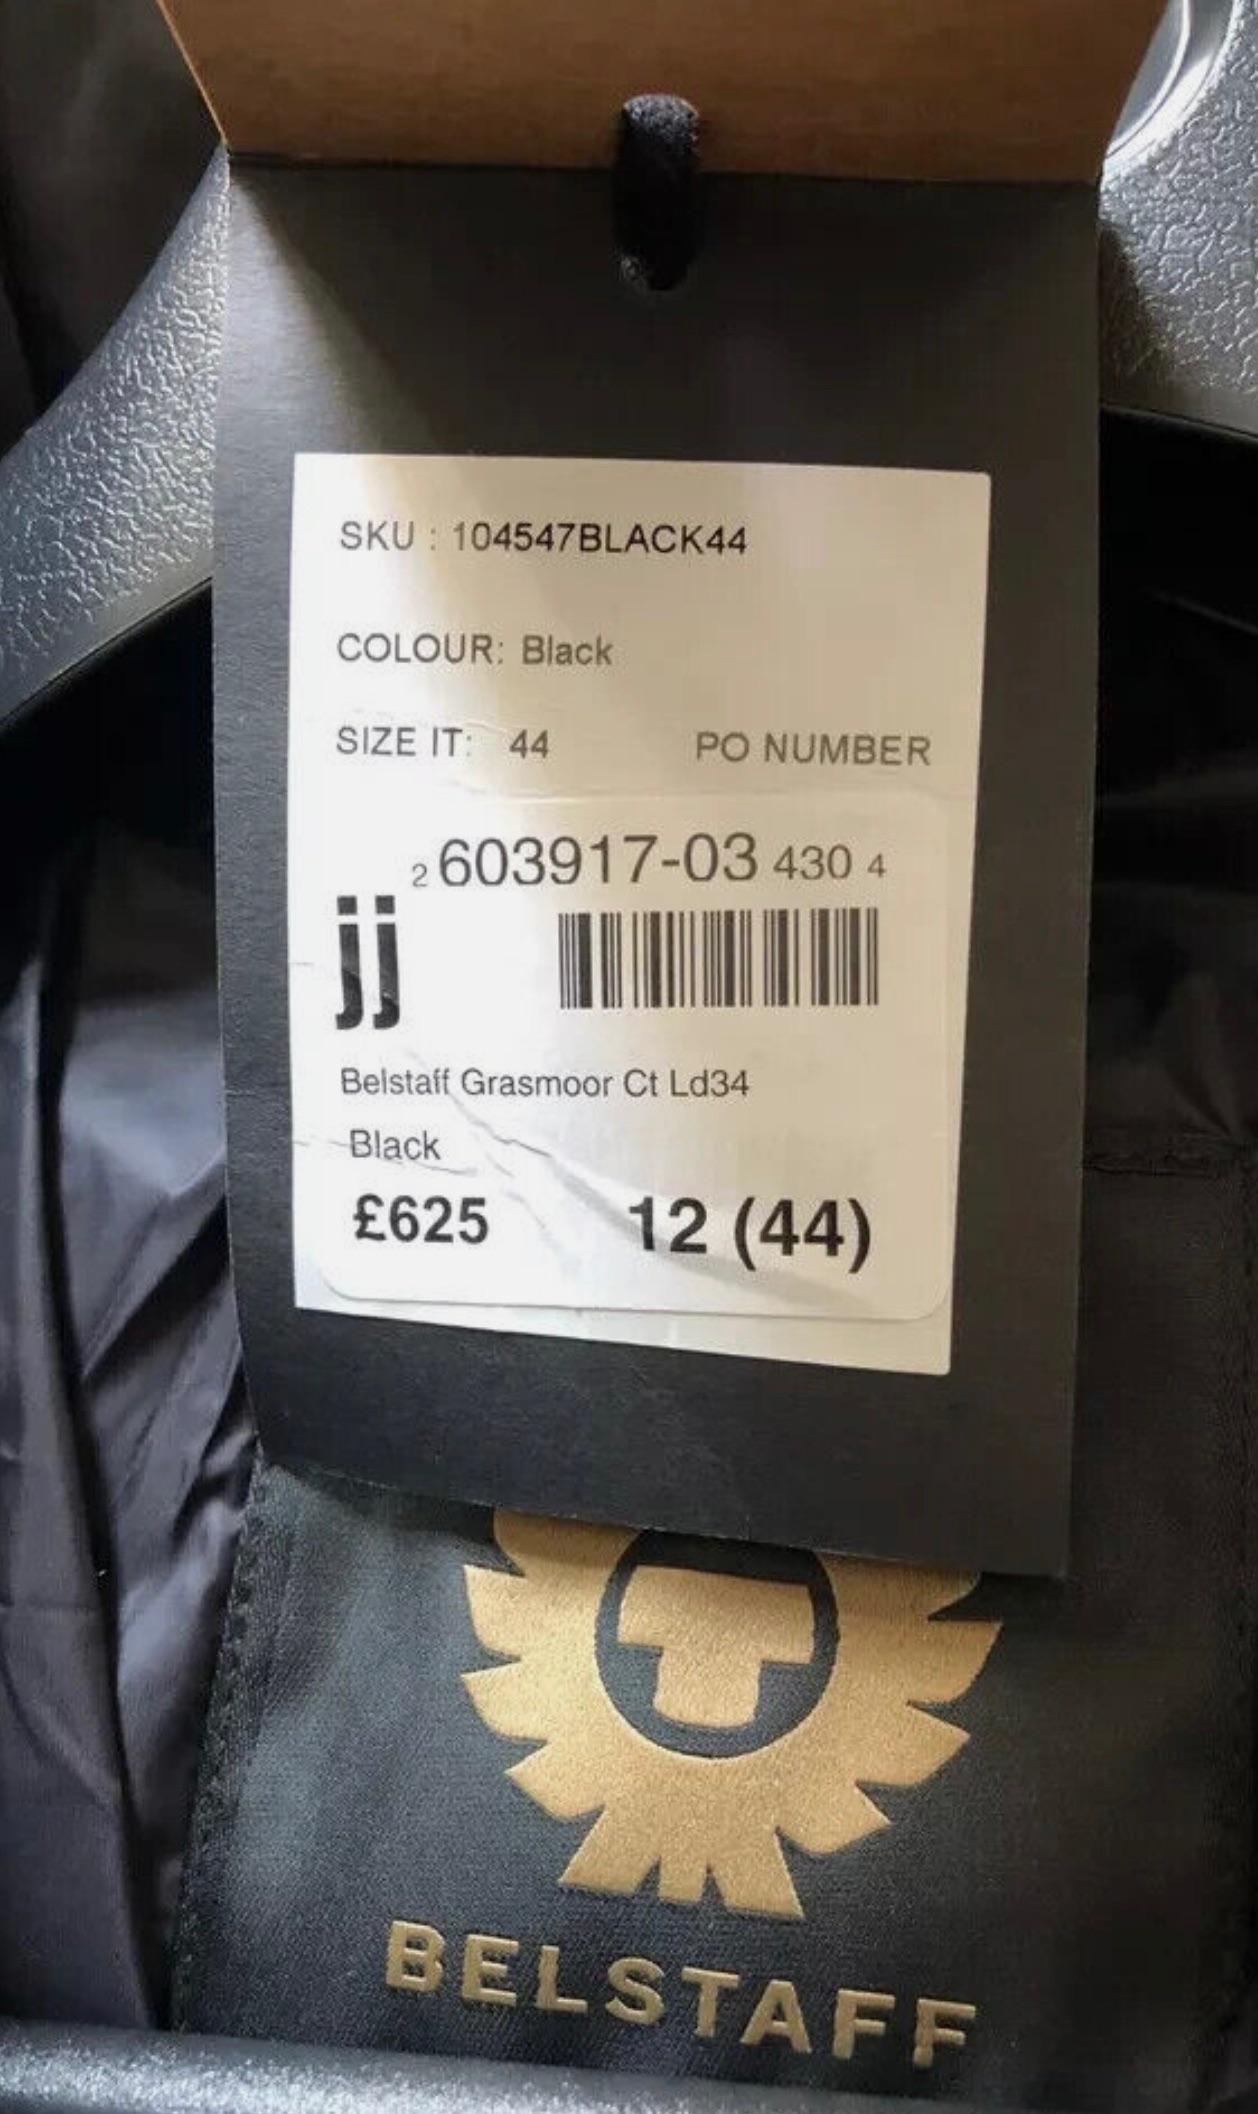 SKU : 104547BLACK44
COLOUR: Black
SIZE IT: 44 PO NUMBER
2 603917-03 430 4
jj
Belstaff Grasmoor Ct Ld34
Black
£625 12 (44)
BELSTAFF